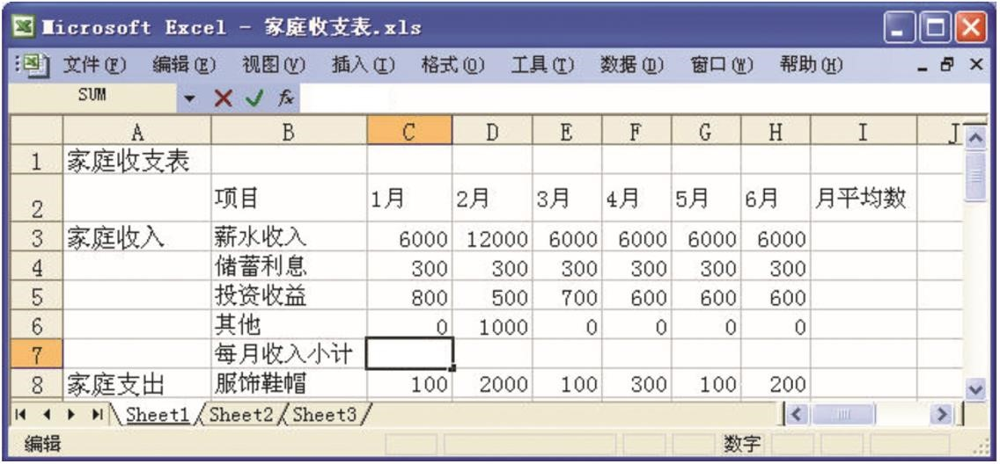 Microsoft Excel - 家庭收支表.xls
文件(F) 编辑(E) 视图(V) 插入(I) 格式(O) 工具(T) 数据(D) 窗口(W) 帮助(H)
SUM fx
A B C D E F G H I J
1 家庭收支表
2 项目 1月 2月 3月 4月 5月 6月 月平均数
3 家庭收入 薪水收入 6000 12000 6000 6000 6000 6000
4 储蓄利息 300 300 300 300 300 300
5 投资收益 800 500 700 600 600 600
6 其他 0 1000 0 0 0 0
7 每月收入小计
8 家庭支出 服饰鞋帽 100 2000 100 300 100 200
Sheet1 Sheet2 Sheet3
编辑 数字